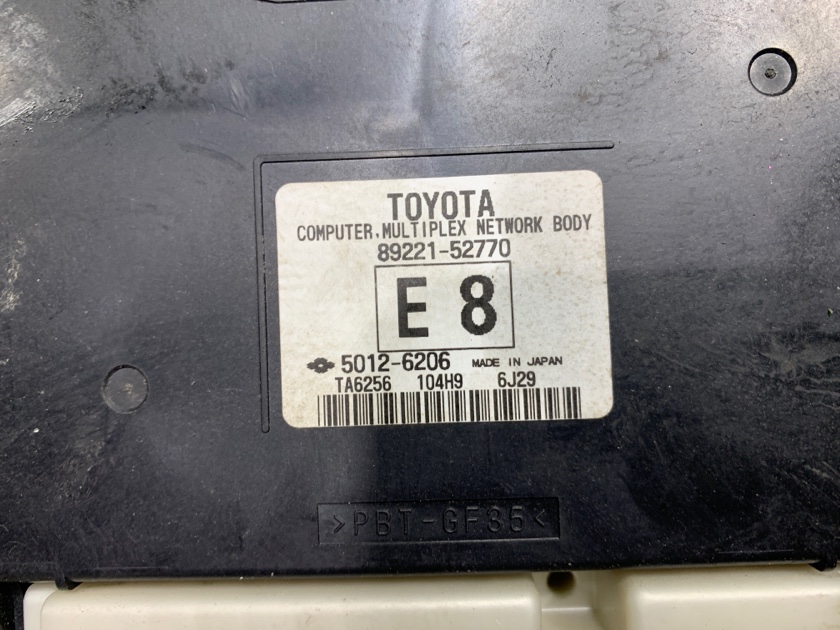 TOYOTA
COMPUTER,MULTIPLEX NETWORK BODY
89221-52770
E 8
5012-6206 MADE IN JAPAN
TA6256 104H9 6J29
>PBT-GF35<